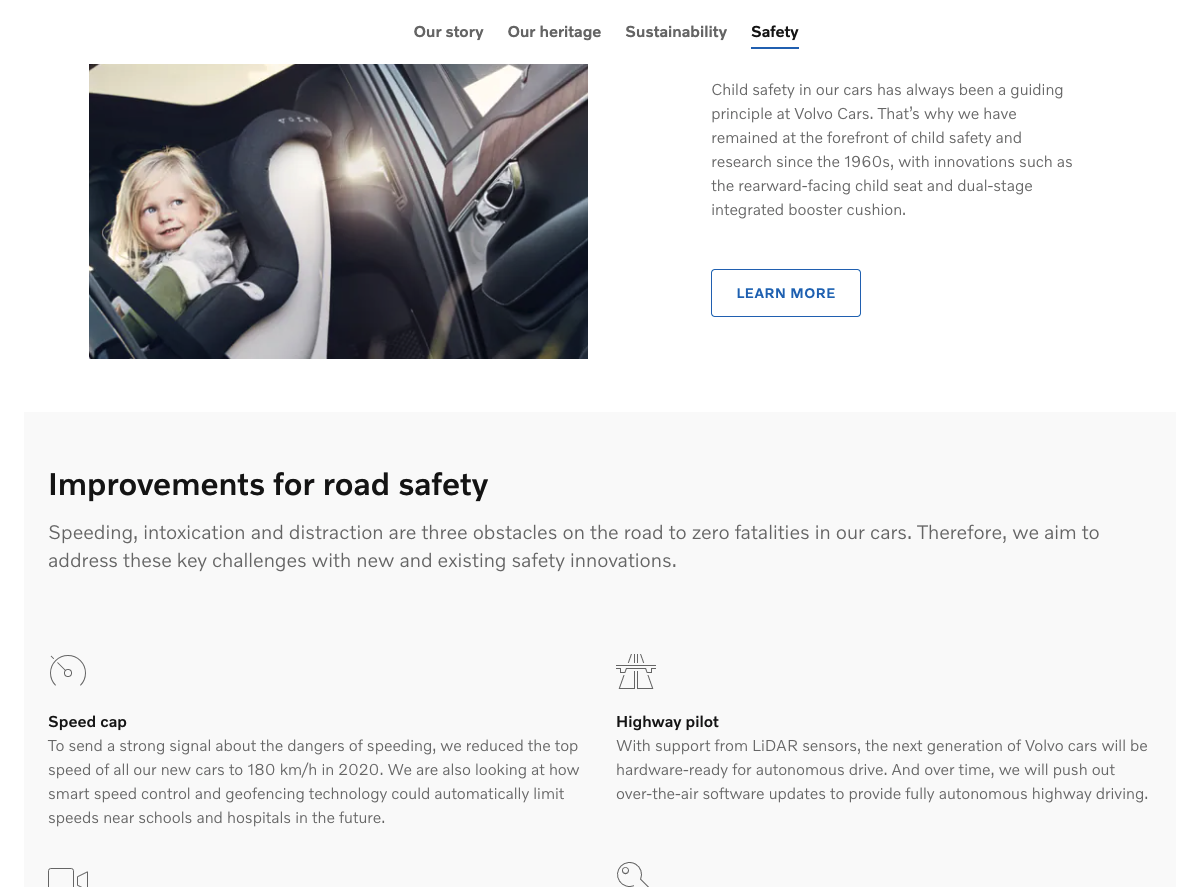 Our story Our heritage Sustainability Safety
VOLVO
Child safety in our cars has always been a guiding
principle at Volvo Cars. That’s why we have
remained at the forefront of child safety and
research since the 1960s, with innovations such as
the rearward-facing child seat and dual-stage
integrated booster cushion.
LEARN MORE
Improvements for road safety
Speeding, intoxication and distraction are three obstacles on the road to zero fatalities in our cars. Therefore, we aim to
address these key challenges with new and existing safety innovations.
Speed cap
To send a strong signal about the dangers of speeding, we reduced the top
speed of all our new cars to 180 km/h in 2020. We are also looking at how
smart speed control and geofencing technology could automatically limit
speeds near schools and hospitals in the future.
Highway pilot
With support from LiDAR sensors, the next generation of Volvo cars will be
hardware-ready for autonomous drive. And over time, we will push out
over-the-air software updates to provide fully autonomous highway driving.